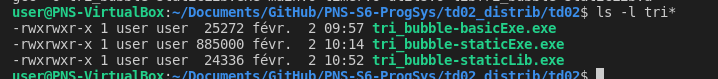 user@PNS-VirtualBox:~/Documents/GitHub/PNS-S6-ProgSys/td02_distrib/td02$ ls -l tri*
-rwxrwxr-x 1 user user  25272 févr.  2 09:57 tri_bubble-basicExe.exe
-rwxrwxr-x 1 user user 885000 févr.  2 10:14 tri_bubble-staticExe.exe
-rwxrwxr-x 1 user user  24336 févr.  2 10:52 tri_bubble-staticLib.exe
user@PNS-VirtualBox:~/Documents/GitHub/PNS-S6-ProgSys/td02_distrib/td02$